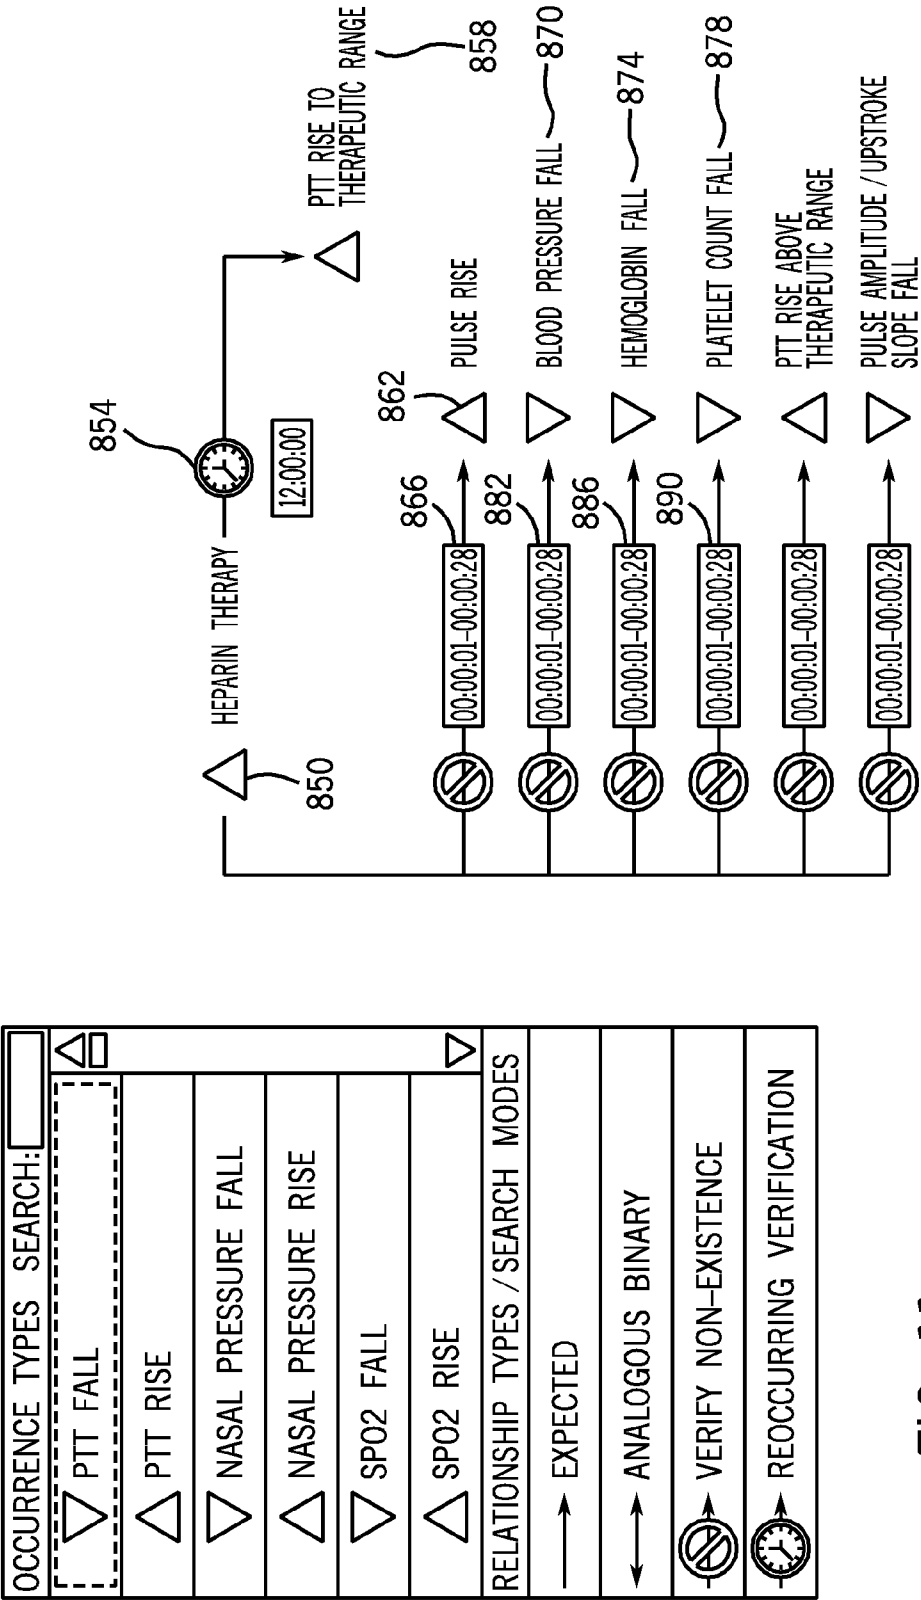 OCCURRENCE TYPES SEARCH:
PTT FALL
PTT RISE
NASAL PRESSURE FALL
NASAL PRESSURE RISE
SPO2 FALL
SPO2 RISE
RELATIONSHIP TYPES/SEARCH MODES
EXPECTED
ANALOGOUS BINARY
VERIFY NON-EXISTENCE
REOCCURRING VERIFICATION
850
HEPARIN THERAPY
854
12:00:00
PTT RISE TO
THERAPEUTIC RANGE
858
00:00:01-00:00:28
866
862
PULSE RISE
00:00:01-00:00:28
882
BLOOD PRESSURE FALL
870
00:00:01-00:00:28
886
HEMOGLOBIN FALL
874
00:00:01-00:00:28
890
PLATELET COUNT FALL
878
00:00:01-00:00:28
PTT RISE ABOVE
THERAPEUTIC RANGE
00:00:01-00:00:28
PULSE AMPLITUDE/UPSTROKE
SLOPE FALL